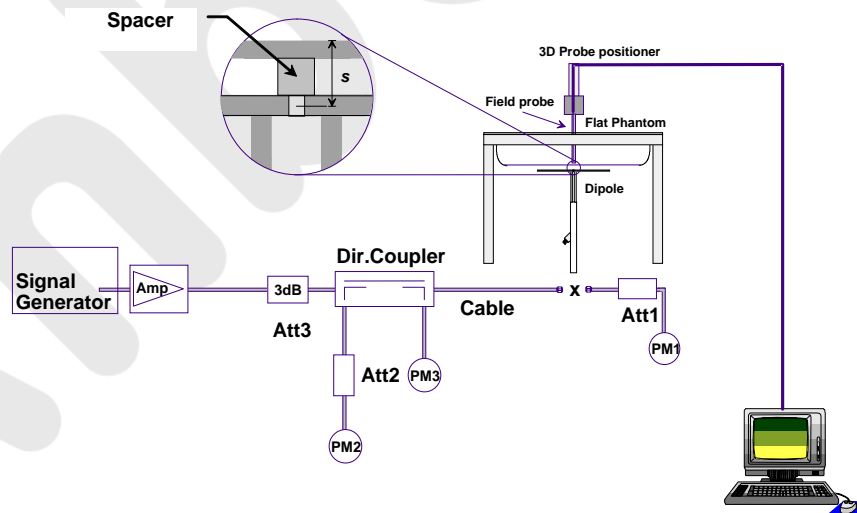 Spacer
s
3D Probe positioner
Field probe
Flat Phantom
Dipole
Dir.Coupler
Signal
Generator
Amp
3dB
Att3
Cable
x
Att1
PM1
Att2
PM3
PM2